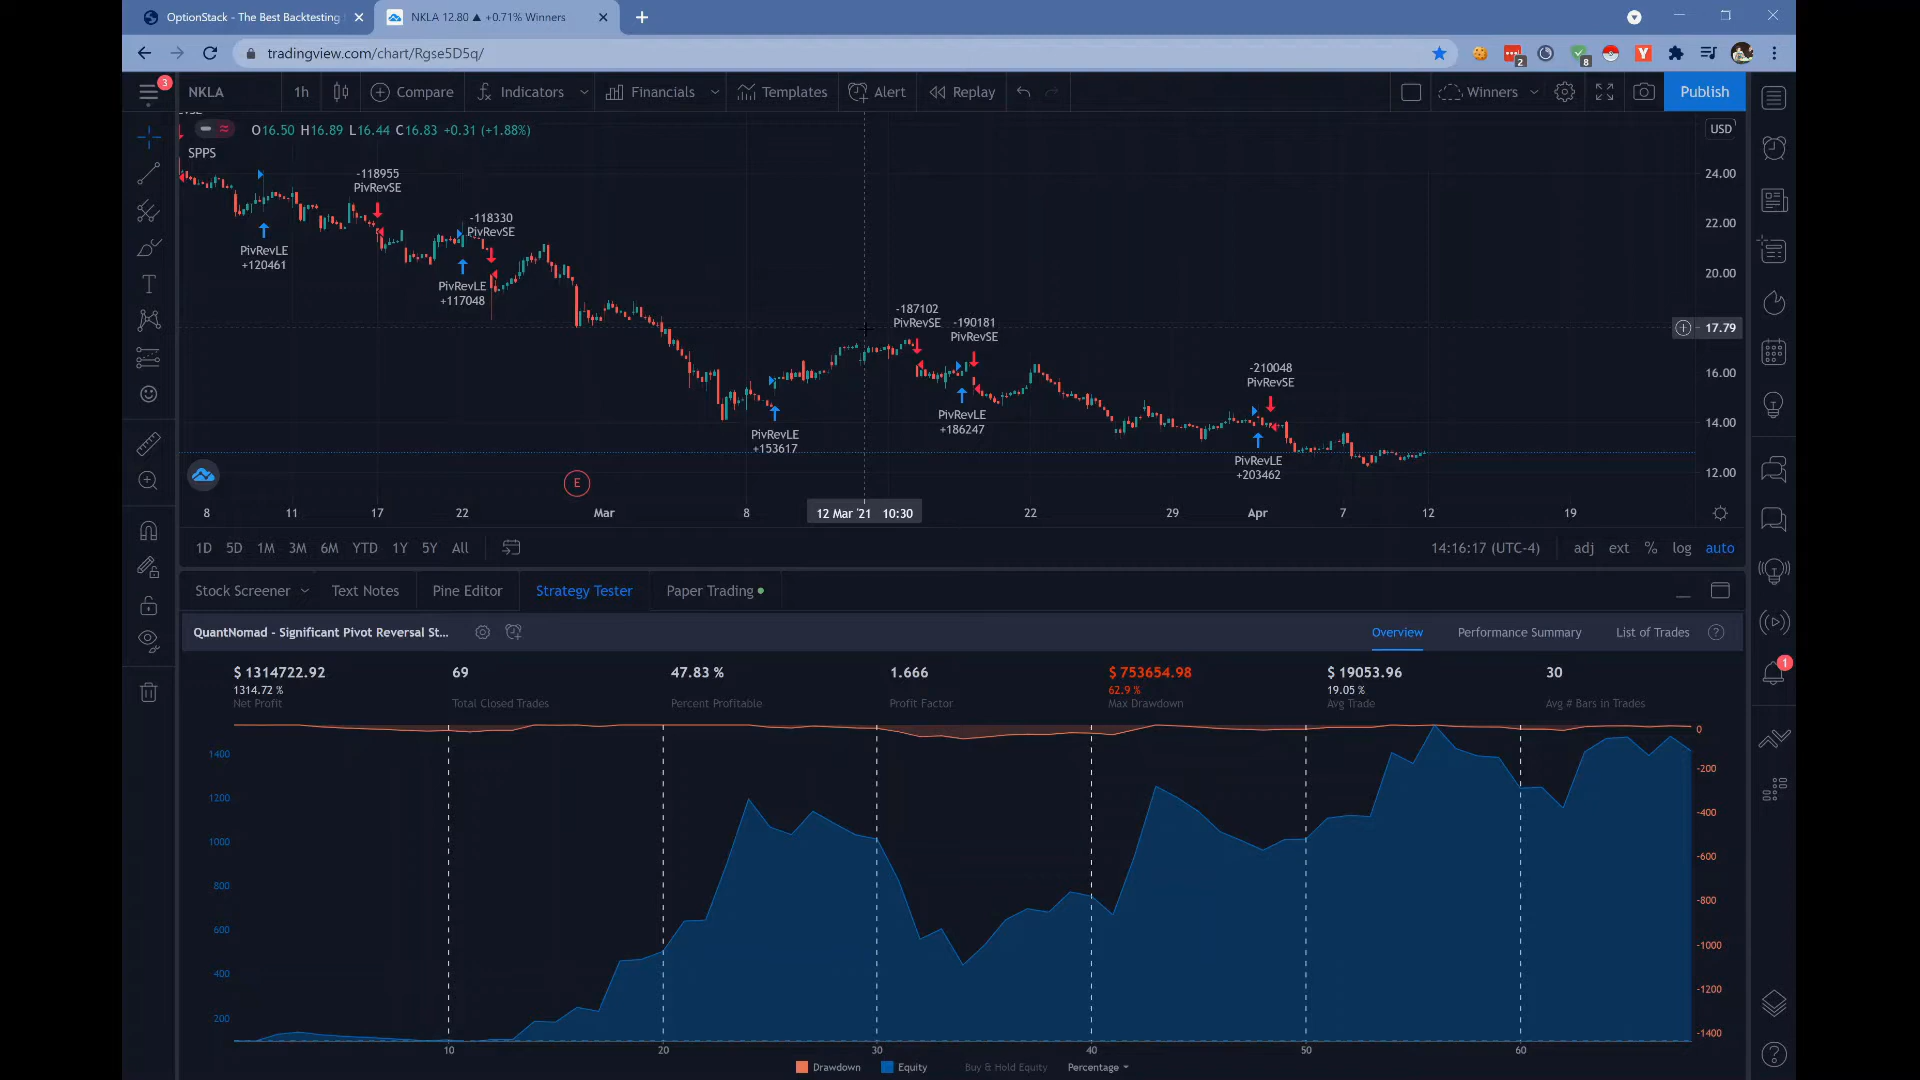 OptionStack - The Best Backtesting
NKLA 12.80 ▲ +0.71% Winners
tradingview.com/chart/Rgse5D5q/
2
8
Y
3
NKLA
1h
Compare
Indicators
Financials
Templates
Alert
Replay
Winners
Publish
O16.50 H16.89 L16.44 C16.83 +0.31 (+1.88%)
USD
SPPS
-118955
PivRevSE
-118330
PivRevSE
PivRevLE
+120461
PivRevLE
+117048
-187102
PivRevSE
-190181
PivRevSE
-210048
PivRevSE
PivRevLE
+153617
PivRevLE
+186247
PivRevLE
+203462
24.00
22.00
20.00
17.79
16.00
14.00
12.00
E
8 11 17 22 Mar 8 12 Mar '21 10:30 22 29 Apr 7 12 19
1D 5D 1M 3M 6M YTD 1Y 5Y All
14:16:17 (UTC-4) adj ext % log auto
Stock Screener Text Notes Pine Editor Strategy Tester Paper Trading
QuantNomad - Significant Pivot Reversal St...
Overview Performance Summary List of Trades ?
$ 1314722.92 69 47.83 % 1.666 $ 753654.98 $ 19053.96 30
1314.72 % 62.9 % 19.05 %
Net Profit Total Closed Trades Percent Profitable Profit Factor Max Drawdown Avg Trade Avg # Bars in Trades
1
1400
1200
1000
800
600
400
200
0
-200
-400
-600
-800
-1000
-1200
-1400
10 20 30 40 50 60
Drawdown Equity Buy & Hold Equity Percentage
?